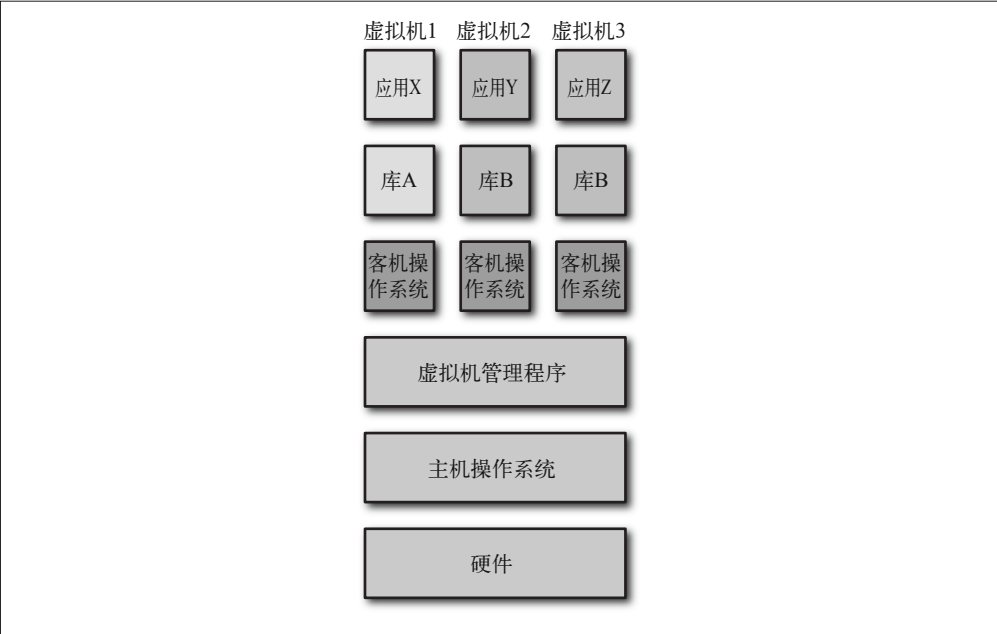 虚拟机1 虚拟机2 虚拟机3
应用X 应用Y 应用Z
库A 库B 库B
客机操
作系统
客机操
作系统
客机操
作系统
虚拟机管理程序
主机操作系统
硬件